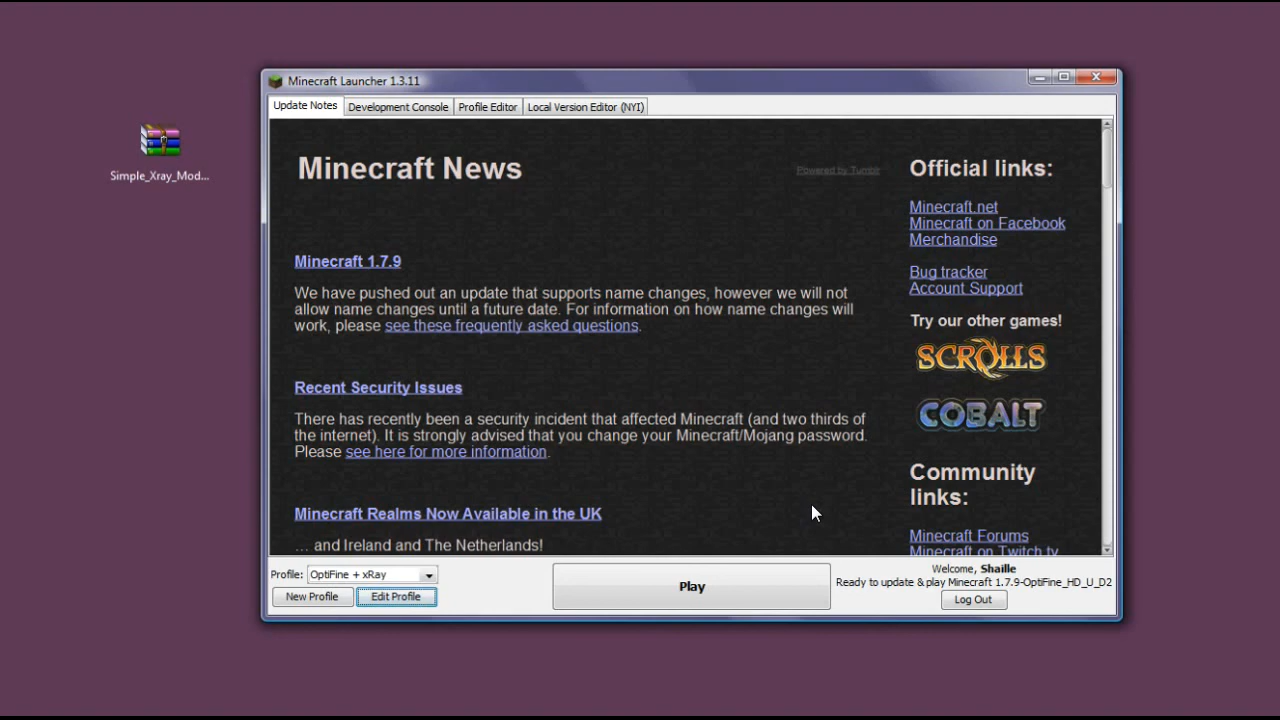 Minecraft Launcher 1.3.11
Update Notes
Development Console
Profile Editor
Local Version Editor (NYI)
Simple_Xray_Mod...
Minecraft News
Powered by Tumblr
Minecraft 1.7.9
We have pushed out an update that supports name changes, however we will not
allow name changes until a future date. For information on how name changes will
work, please see these frequently asked questions.
Recent Security Issues
There has recently been a security incident that affected Minecraft (and two thirds of
the internet). It is strongly advised that you change your Minecraft/Mojang password.
Please see here for more information.
Minecraft Realms Now Available in the UK
… and Ireland and The Netherlands!
Official links:
Minecraft.net
Minecraft on Facebook
Merchandise
Bug tracker
Account Support
Try our other games!
SCROLLS
COBALT
Community
links:
Minecraft Forums
Minecraft on Twitch.tv
Profile: OptiFine + xRay
New Profile
Edit Profile
Play
Welcome, Shaille
Ready to update & play Minecraft 1.7.9-OptiFine_HD_U_D2
Log Out